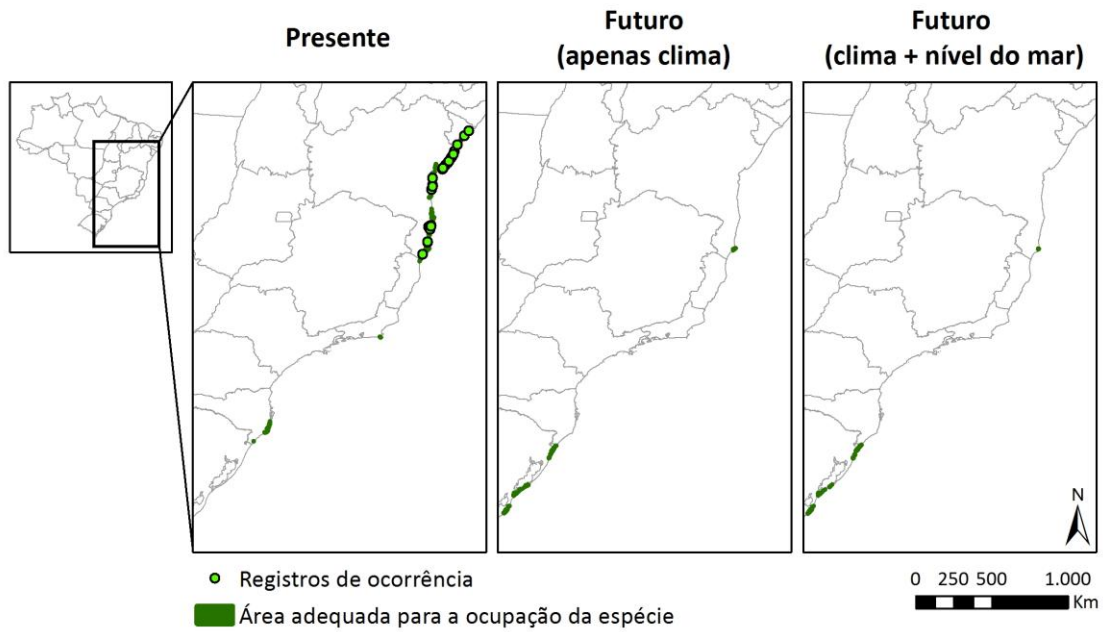 Presente
Futuro
(apenas clima)
Futuro
(clima + nível do mar)
N
Registros de ocorrência
Área adequada para a ocupação da espécie
0 250 500 1.000
Km